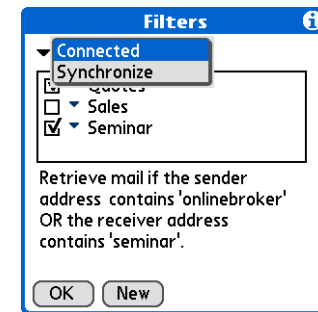 Filters
Connected
Synchronize
Quotes
Sales
Seminar
Retrieve mail if the sender
address contains 'onlinebroker'
OR the receiver address
contains 'seminar'.
OK New